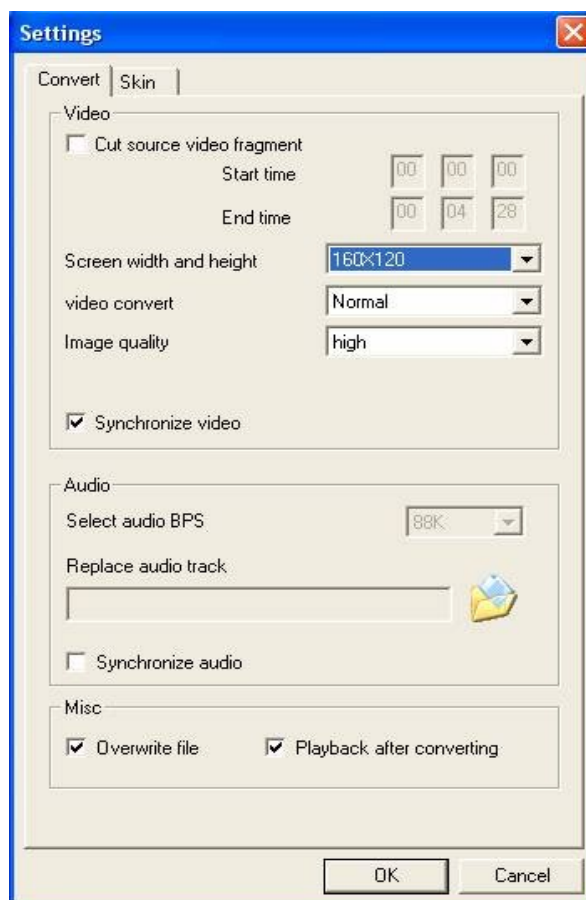 Settings
Convert Skin
Video
Cut source video fragment
Start time 00 00 00
End time 00 04 28
Screen width and height 160X120
video convert Normal
Image quality high
Synchronize video
Audio
Select audio BPS 88K
Replace audio track
Synchronize audio
Misc
Overwrite file Playback after converting
OK Cancel